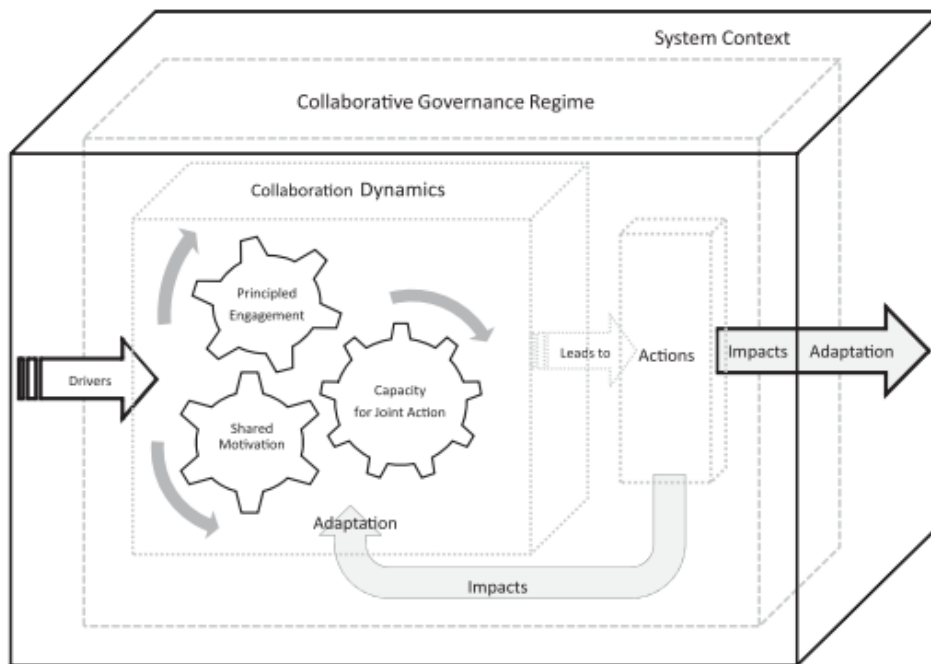 System Context
Collaborative Governance Regime
Collaboration Dynamics
Principled
Engagement
Drivers
Shared
Motivation
Capacity
for Joint Action
Leads to
Actions
Impacts
Adaptation
Adaptation
Impacts